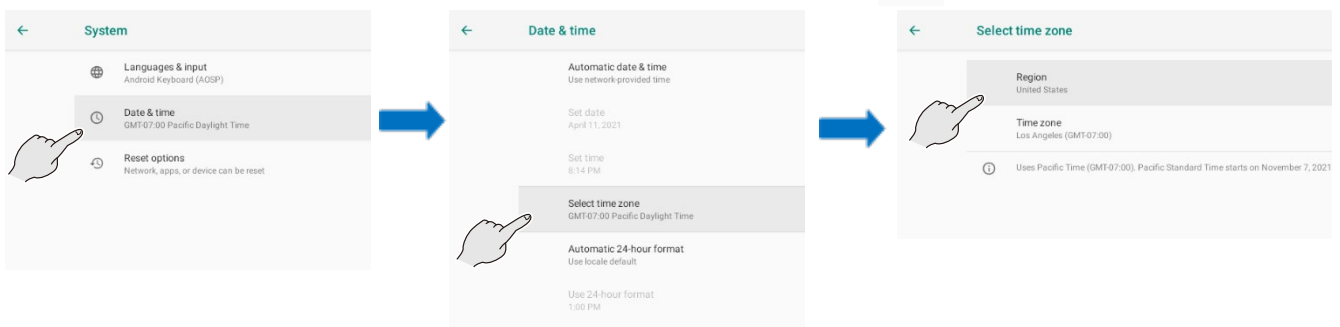 System
Languages & input
Android Keyboard (AOSP)
Date & time
GMT-07:00 Pacific Daylight Time
Reset options
Network, apps, or device can be reset
Date & time
Automatic date & time
Use network-provided time
Set date
April 11, 2021
Set time
8:14 PM
Select time zone
GMT-07:00 Pacific Daylight Time
Automatic 24-hour format
Use locale default
Use 24-hour format
1:00 PM
Select time zone
Region
United States
Time zone
Los Angeles (GMT-07:00)
Uses Pacific Time (GMT-07:00). Pacific Standard Time starts on November 7, 2021